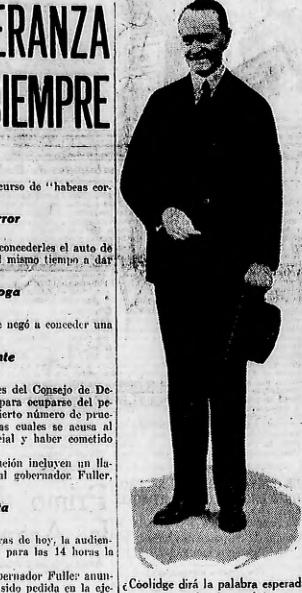 ERANZA
IEMPRE
curso de "habeas cor-
rror
concederles el auto de
l mismo tiempo a dar
oga
e negó a conceder una
nte
es del Consejo de De-
para ocuparse del pe-
ierto número de prue-
as cuales se acusa al
cial y haber cometido
ción incluyen un lla-
al gobernador Fuller.
a
ras de hoy, la audien-
para las 14 horas la
bernador Fuller anun-
sido pedida en la eje-
¿Coolidge dirá la palabra esperad